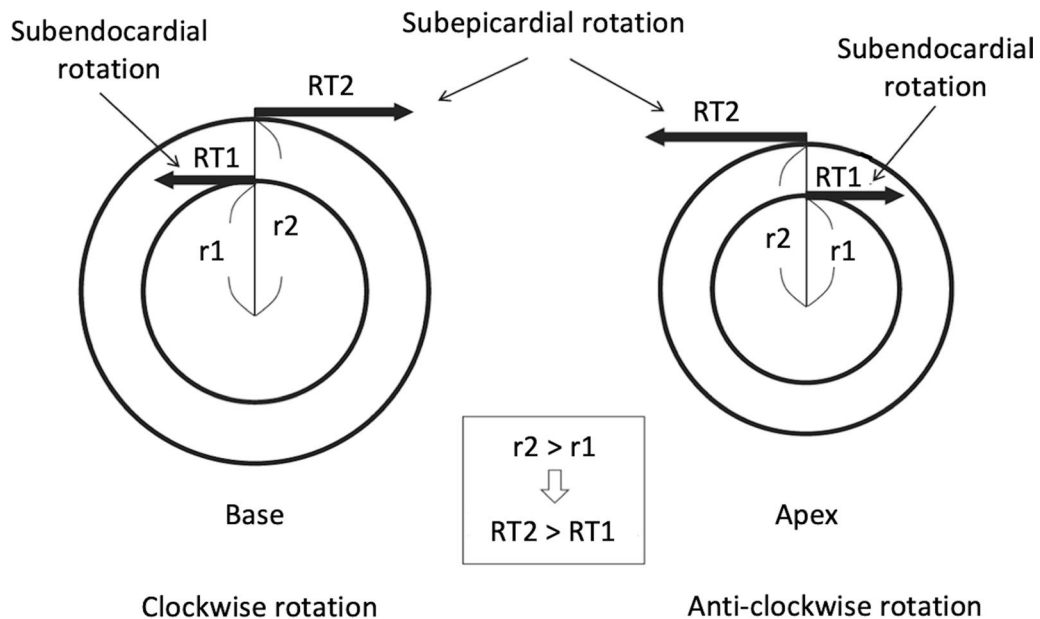 Subendocardial
rotation
Subepicardial rotation
Subendocardial
rotation
RT2
RT2
RT1
RT1
r2
r1
r2
r1
r2 > r1
RT2 > RT1
Base
Apex
Clockwise rotation
Anti-clockwise rotation